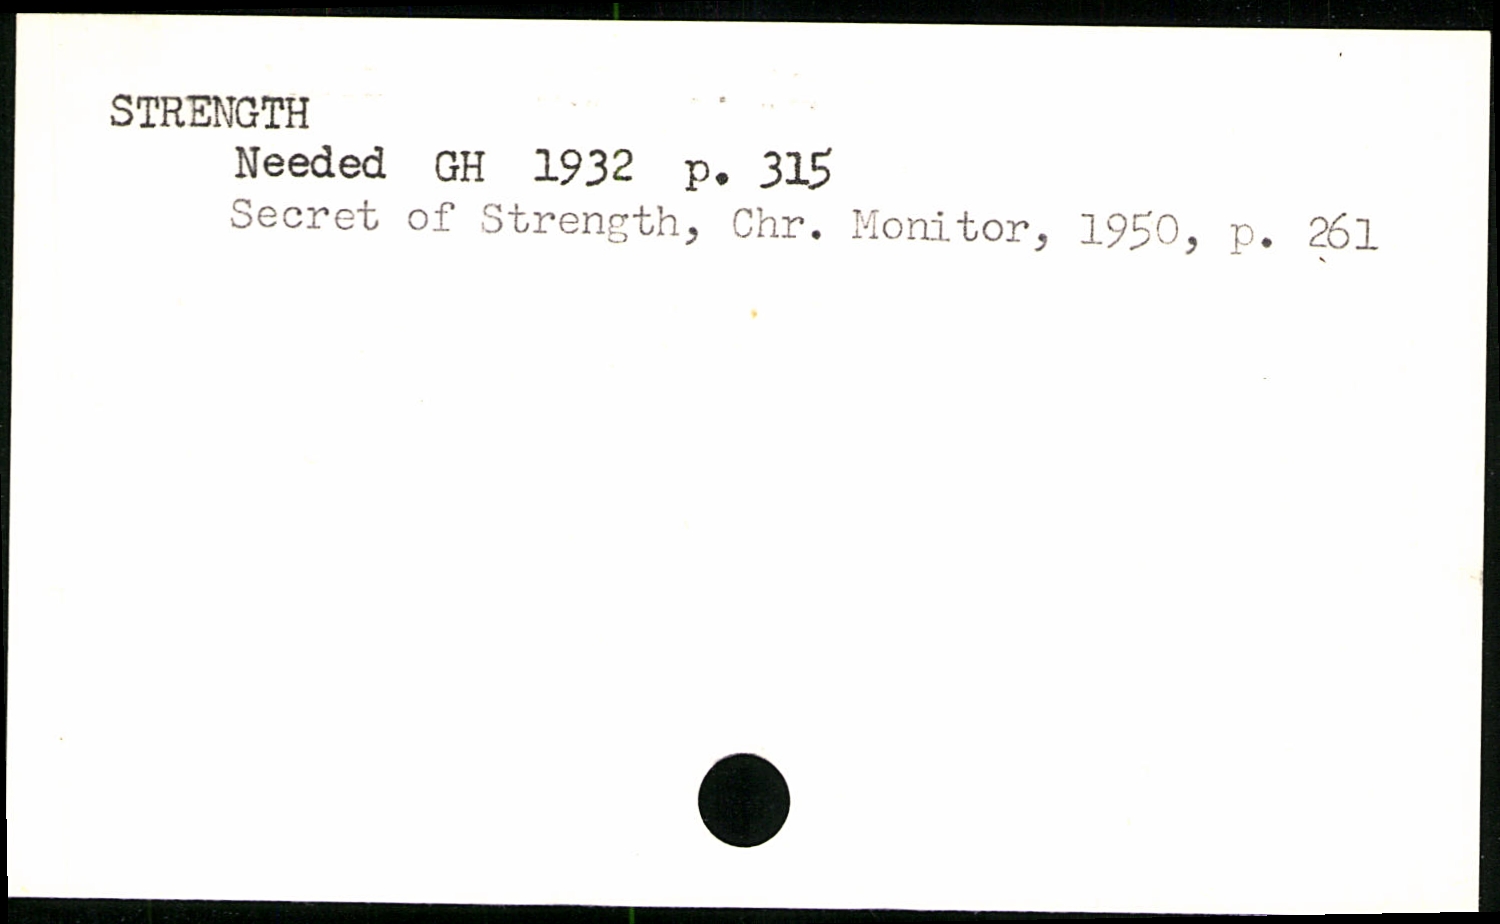 STRENGTH
Needed GH 1932 p. 315
Secret of Strength, Chr. Monitor, 1950, p. 261